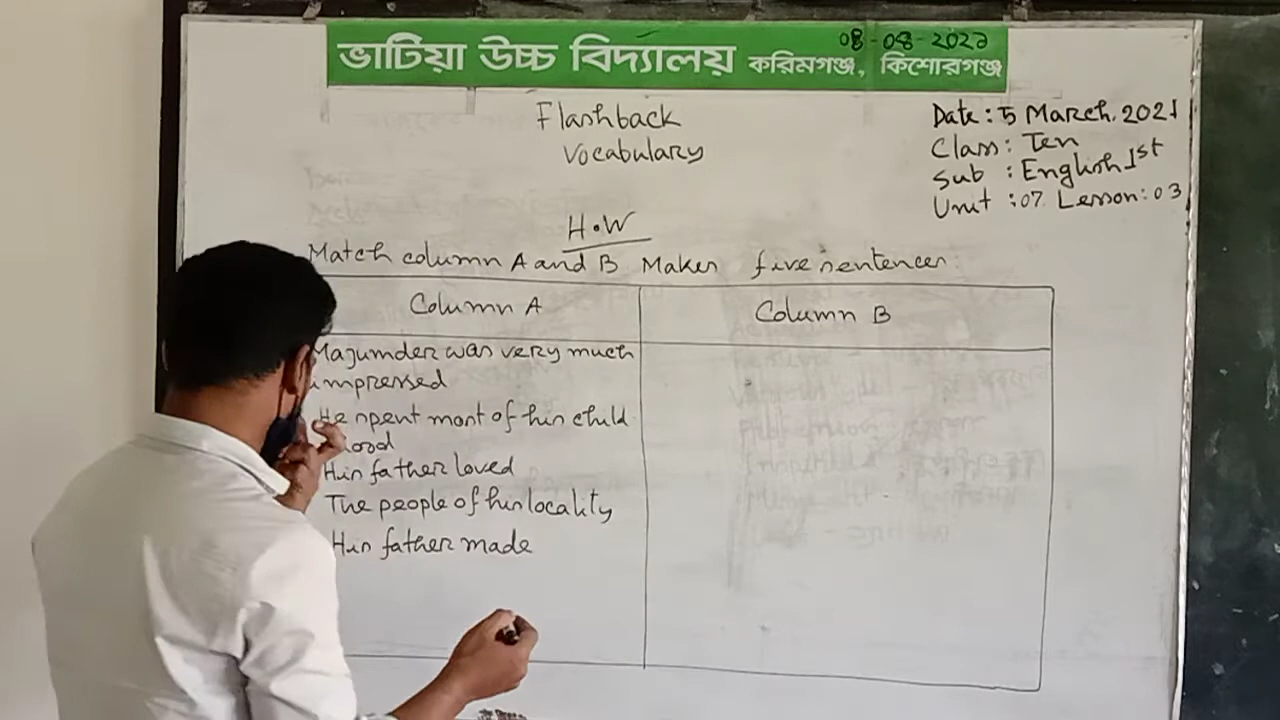 08-08-2022
ভাটিয়া উচ্চ বিদ্যালয় করিমগঞ্জ, কিশোরগঞ্জ
Flashback
Vocabulary
Date : 5 March, 2021
Class : Ten
Sub : English 1st
Unit : 07. Lesson : 03
H.W
Match column A and B Makes five sentences.
Column A
Column B
Majumder was very much
impressed
He spent most of his child
hood
His father loved
The people of his locality
His father made